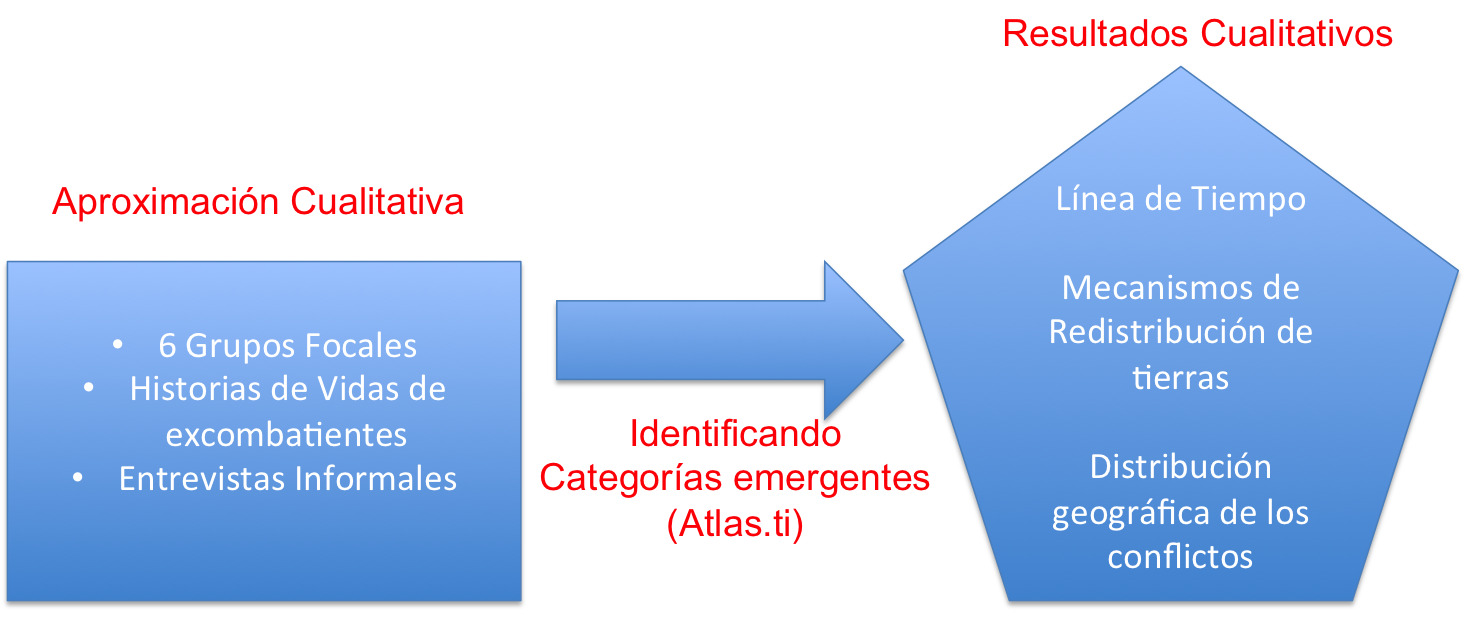 Aproximación Cualitativa
• 6 Grupos Focales
• Historias de Vidas de
excombatientes
• Entrevistas Informales
Identificando
Categorías emergentes
(Atlas.ti)
Resultados Cualitativos
Línea de Tiempo
Mecanismos de
Redistribución de
tierras
Distribución
geográfica de los
conflictos